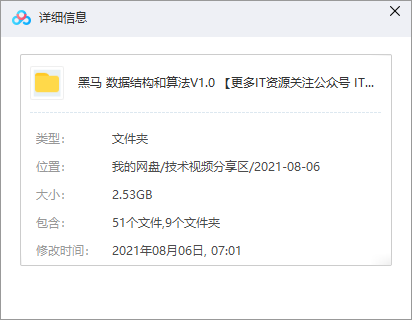 详细信息
黑马 数据结构和算法V1.0 【更多IT资源关注公众号 IT...
类型： 文件夹
位置： 我的网盘/技术视频分享区/2021-08-06
大小： 2.53GB
包含： 51个文件,9个文件夹
修改时间： 2021年08月06日, 07:01